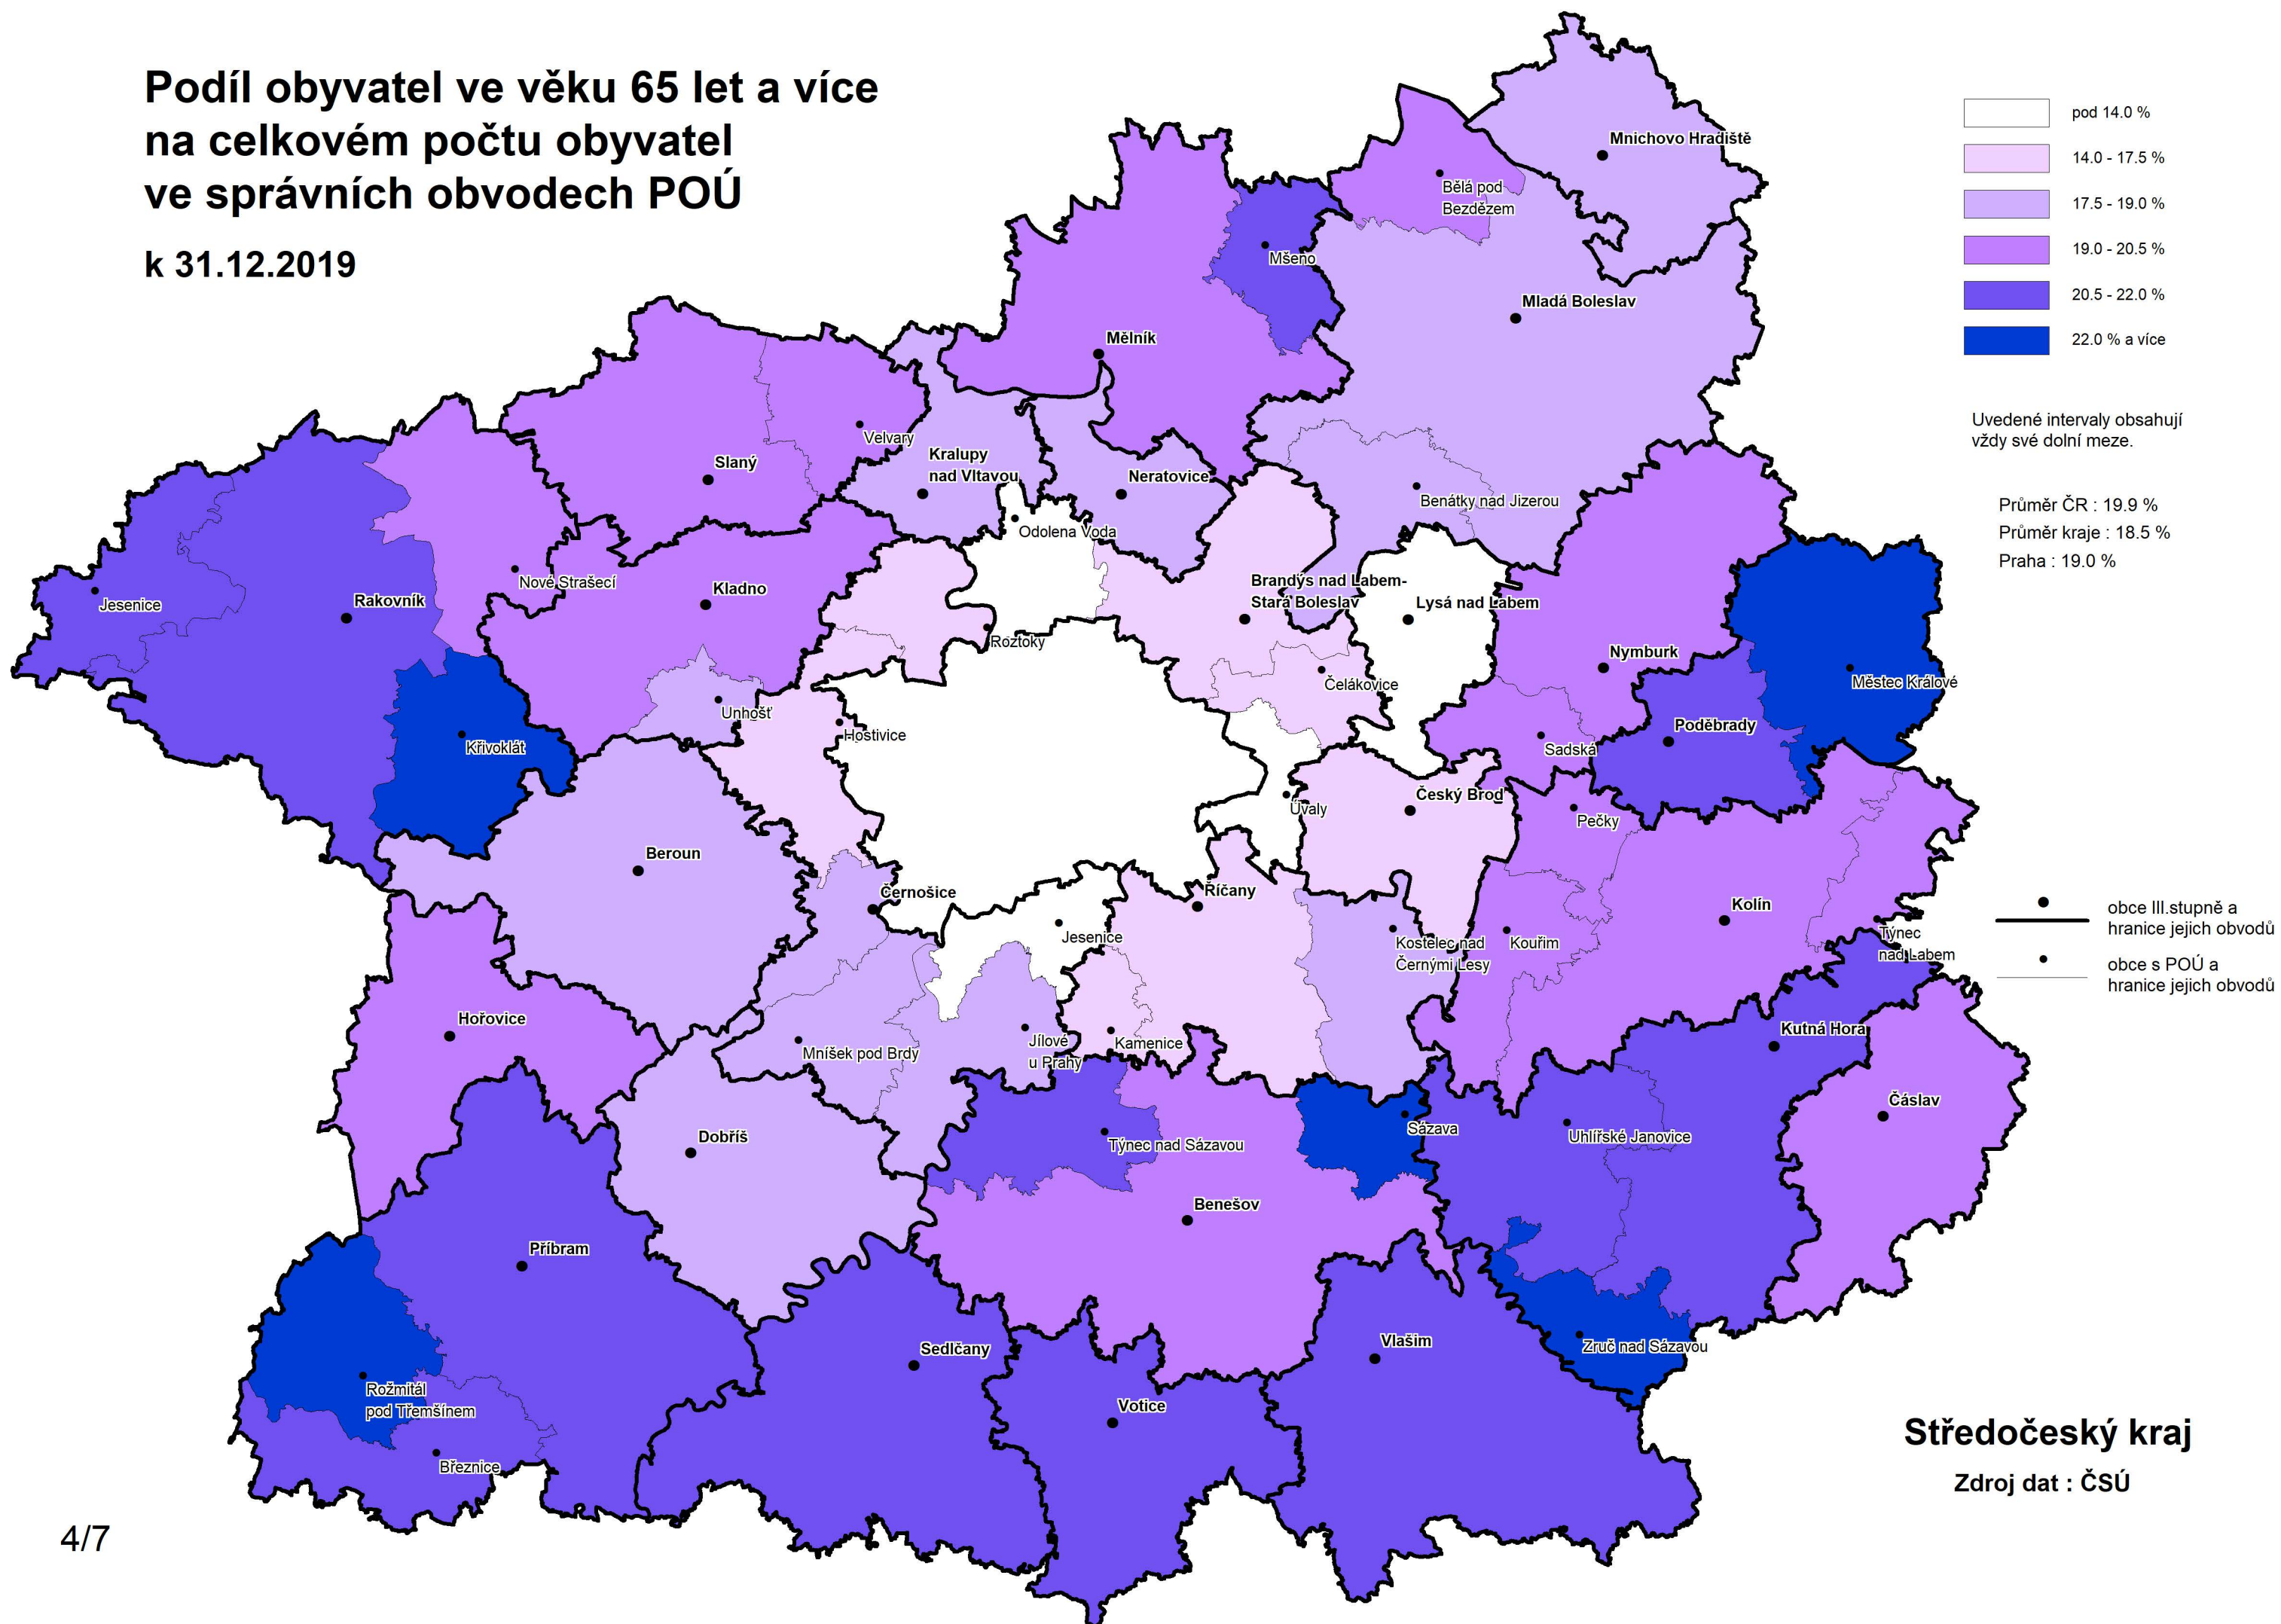 Podíl obyvatel ve věku 65 let a více
na celkovém počtu obyvatel
ve správních obvodech POÚ
k 31.12.2019
pod 14.0 %
14.0 - 17.5 %
17.5 - 19.0 %
19.0 - 20.5 %
20.5 - 22.0 %
22.0 % a více
Uvedené intervaly obsahují
vždy své dolní meze.
Průměr ČR : 19.9 %
Průměr kraje : 18.5 %
Praha : 19.0 %
Mnichovo Hradiště
Bělá pod
Bezdězem
Mšeno
Mladá Boleslav
Mělník
Velvary
Slaný
Kralupy
nad Vltavou
Neratovice
Benátky nad Jizerou
Odolena Voda
Nové Strašecí
Kladno
Brandýs nad Labem-
Stará Boleslav
Lysá nad Labem
Jesenice
Rakovník
Roztoky
Nymburk
Čelákovice
Městec Králové
Unhošť
Hostivice
Poděbrady
Křivoklát
Sadská
Český Brod
Úvaly
Pečky
Beroun
Černošice
Říčany
Kolín
Jesenice
Kostelec nad
Černými Lesy
Kouřim
Týnec
nad Labem
obce III.stupně a
hranice jejich obvodů
obce s POÚ a
hranice jejich obvodů
Hořovice
Mníšek pod Brdy
Jílové
u Prahy
Kamenice
Kutná Hora
Čáslav
Dobříš
Týnec nad Sázavou
Sázava
Uhlířské Janovice
Benešov
Příbram
Sedlčany
Vlašim
Zruč nad Sázavou
Rožmitál
pod Třemšínem
Votice
Březnice
Středočeský kraj
Zdroj dat : ČSÚ
4/7